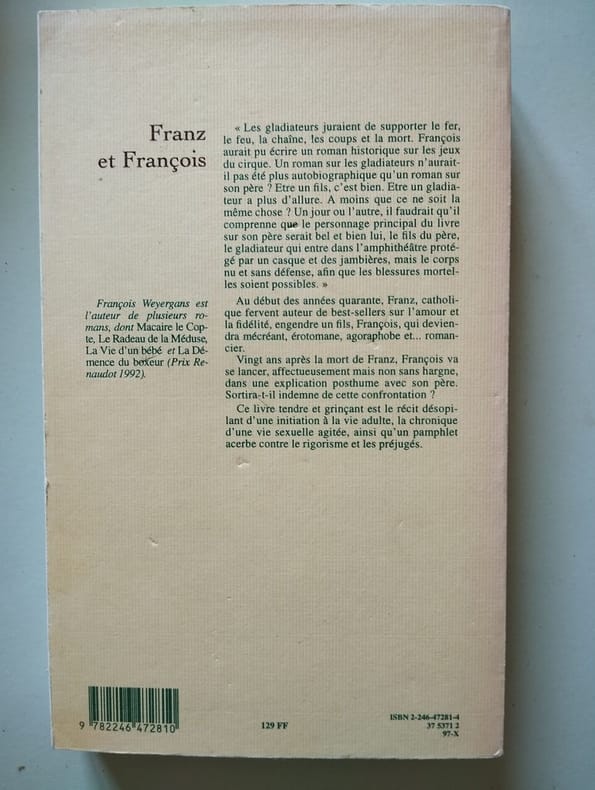 Franz
et François
« Les gladiateurs juraient de supporter le fer,
le feu, la chaîne, les coups et la mort. François
aurait pu écrire un roman historique sur les jeux
du cirque. Un roman sur les gladiateurs n'aurait-
il pas été plus autobiographique qu'un roman sur
son père ? Etre un fils, c'est bien. Etre un gladia-
teur a plus d'allure. A moins que ce ne soit la
même chose ? Un jour ou l'autre, il faudrait qu'il
comprenne que le personnage principal du livre
sur son père serait bel et bien lui, le fils du père,
le gladiateur qui entre dans l'amphithéâtre proté-
gé par un casque et des jambières, mais le corps
nu et sans défense, afin que les blessures mortel-
les soient possibles. »
Au début des années quarante, Franz, catholi-
que fervent auteur de best-sellers sur l'amour et
la fidélité, engendre un fils, François, qui devien-
dra mécréant, érotomane, agoraphobe et... roman-
cier.
Vingt ans après la mort de Franz, François va
se lancer, affectueusement mais non sans hargne,
dans une explication posthume avec son père.
Sortira-t-il indemne de cette confrontation ?
Ce livre tendre et grinçant est le récit désopi-
lant d'une initiation à la vie adulte, la chronique
d'une vie sexuelle agitée, ainsi qu'un pamphlet
acerbe contre le rigorisme et les préjugés.
François Weyergans est
l'auteur de plusieurs ro-
mans, dont Macaire le Cop-
te, Le Radeau de la Méduse,
La Vie d'un bébé et La Dé-
mence du boxeur (Prix Re-
naudot 1992).
9 782246 472810
129 FF
ISBN 2-246-47281-4
37 5371 2
97-X